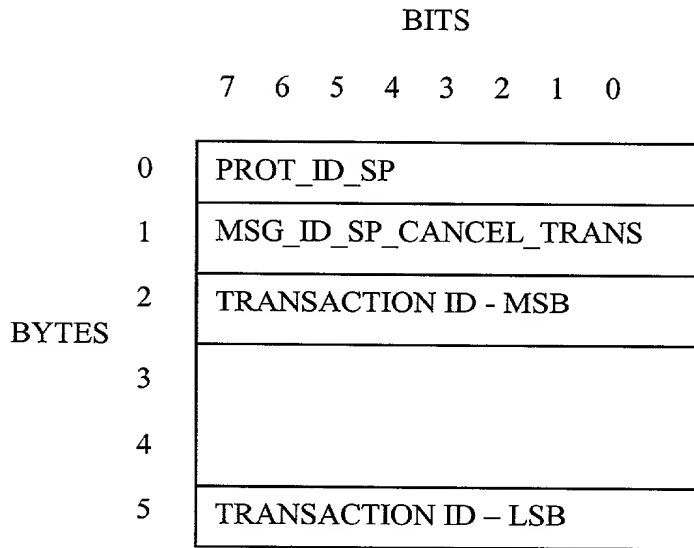 BITS
7 6 5 4 3 2 1 0
0 PROT_ID_SP
1 MSG_ID_SP_CANCEL_TRANS
2 TRANSACTION ID - MSB
BYTES
3
4
5 TRANSACTION ID – LSB